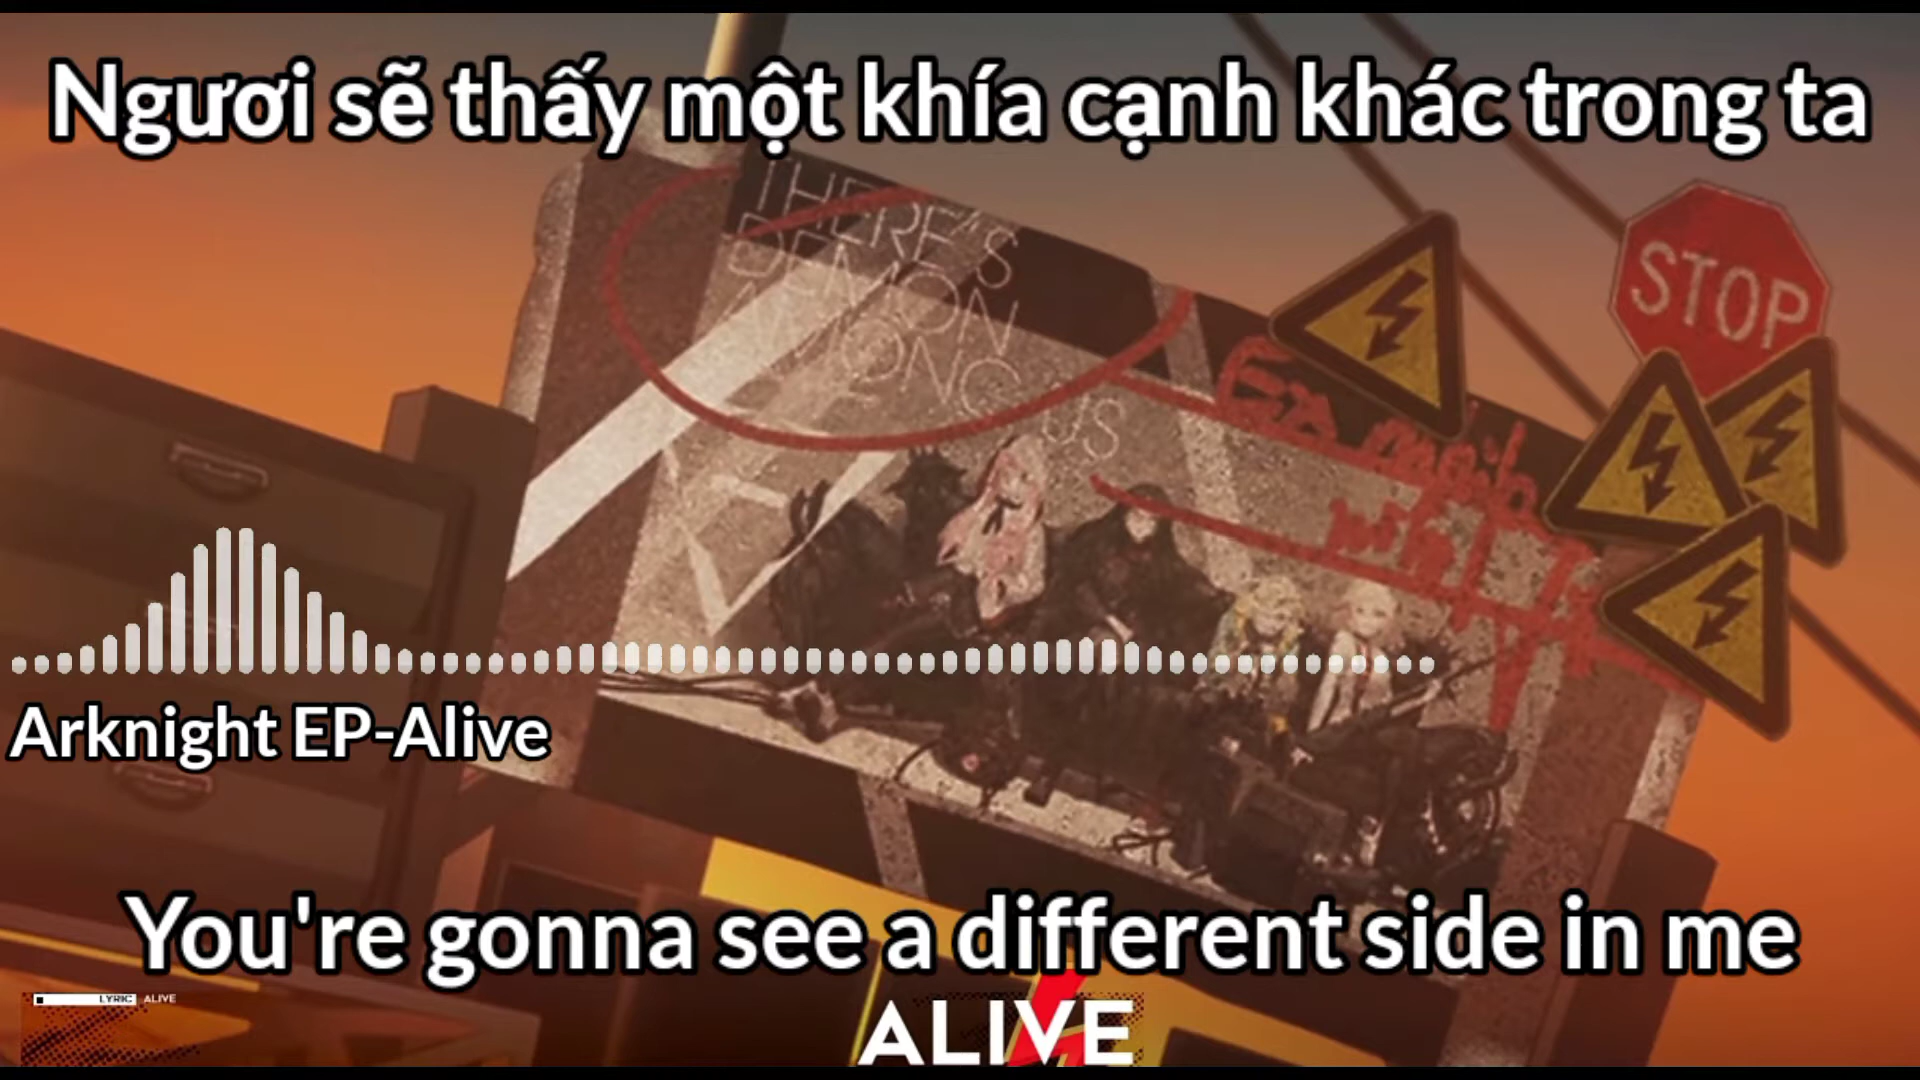 Ngươi sẽ thấy một khía cạnh khác trong ta
THERE'S
DEMON
AMONG
US
STOP
Arknight EP-Alive
You're gonna see a different side in me
LYRIC ALIVE
ALIVE